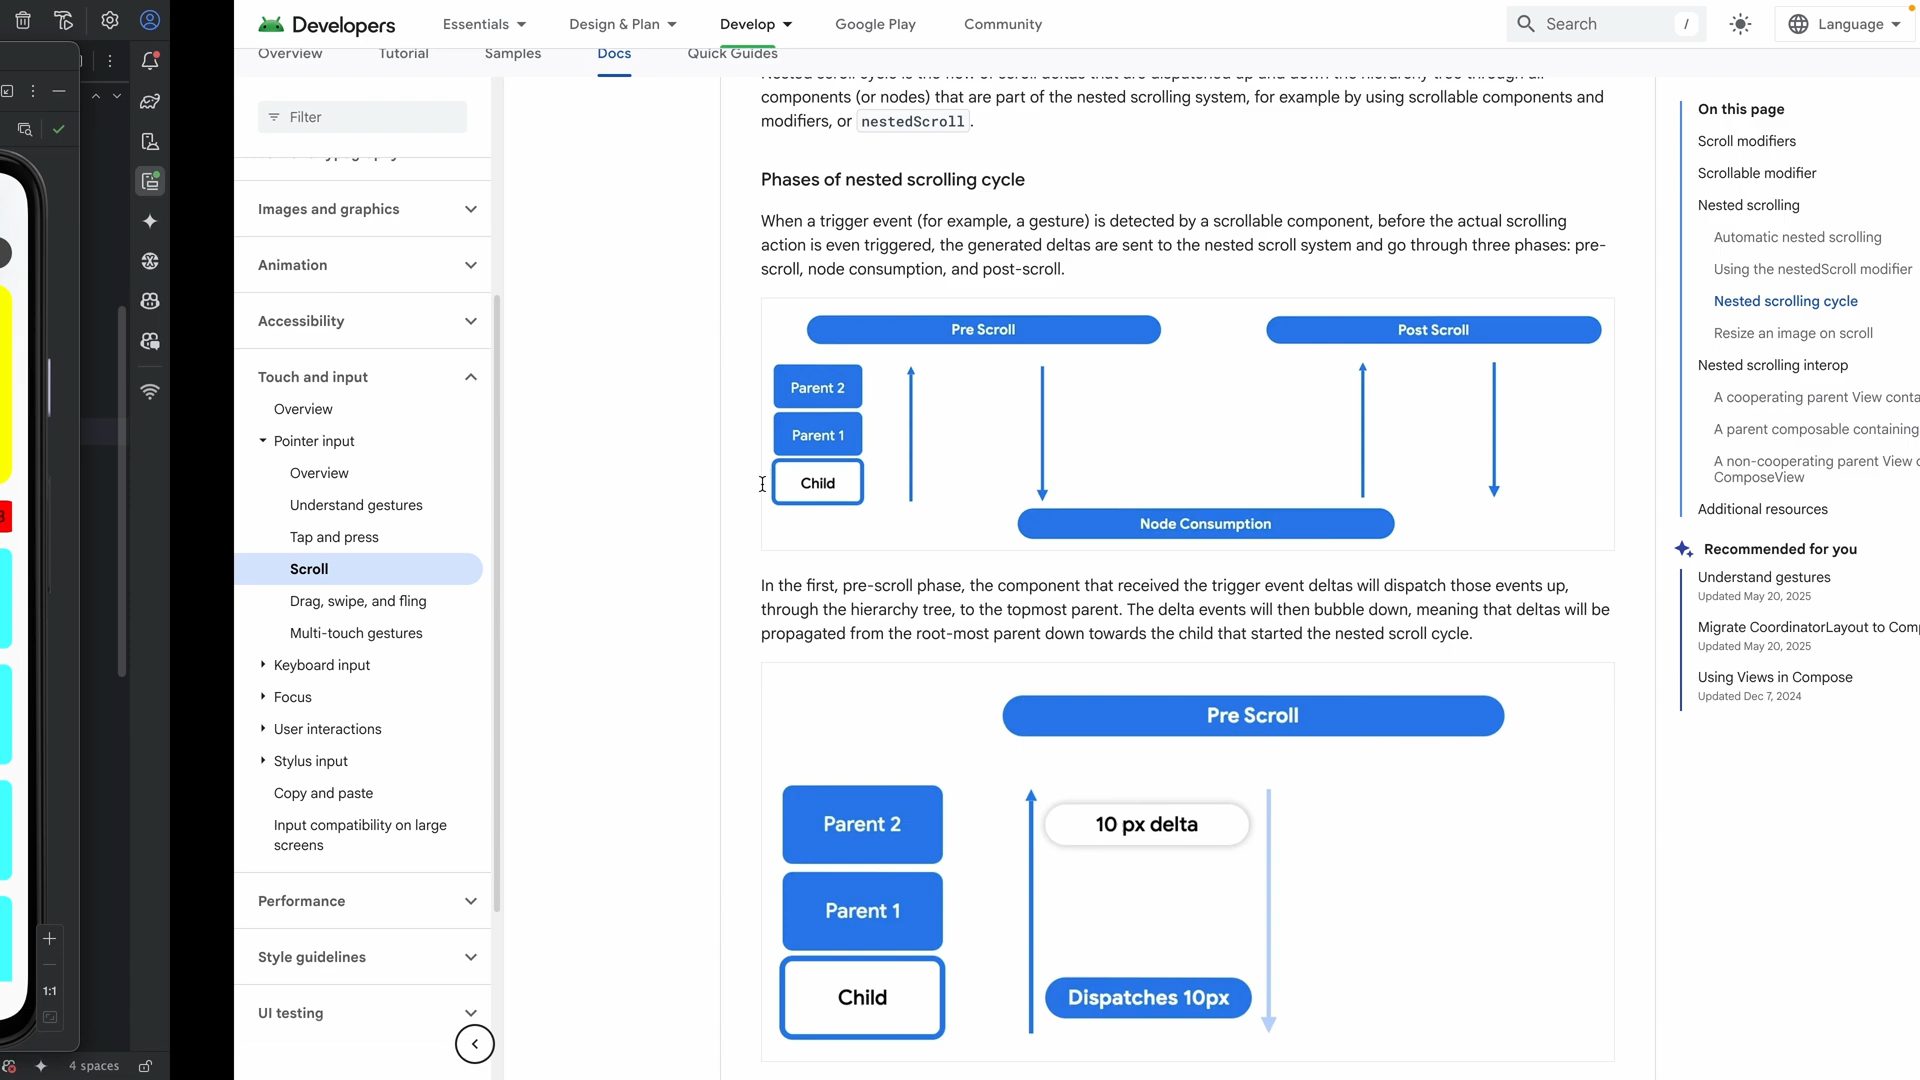 Developers
Essentials
Design & Plan
Develop
Google Play
Community
Search
/
Language
Overview
Tutorial
Samples
Docs
Quick Guides
Filter
Images and graphics
Animation
Accessibility
Touch and input
Overview
Pointer input
Overview
Understand gestures
Tap and press
Scroll
Drag, swipe, and fling
Multi-touch gestures
Keyboard input
Focus
User interactions
Stylus input
Copy and paste
Input compatibility on large
screens
Performance
Style guidelines
UI testing
1:1
4 spaces
components (or nodes) that are part of the nested scrolling system, for example by using scrollable components and
modifiers, or nestedScroll.
Phases of nested scrolling cycle
When a trigger event (for example, a gesture) is detected by a scrollable component, before the actual scrolling
action is even triggered, the generated deltas are sent to the nested scroll system and go through three phases: pre-
scroll, node consumption, and post-scroll.
Pre Scroll
Post Scroll
Parent 2
Parent 1
Child
Node Consumption
In the first, pre-scroll phase, the component that received the trigger event deltas will dispatch those events up,
through the hierarchy tree, to the topmost parent. The delta events will then bubble down, meaning that deltas will be
propagated from the root-most parent down towards the child that started the nested scroll cycle.
Pre Scroll
Parent 2
10 px delta
Parent 1
Child
Dispatches 10px
On this page
Scroll modifiers
Scrollable modifier
Nested scrolling
Automatic nested scrolling
Using the nestedScroll modifier
Nested scrolling cycle
Resize an image on scroll
Nested scrolling interop
A cooperating parent View conta
A parent composable containing
A non-cooperating parent View c
ComposeView
Additional resources
Recommended for you
Understand gestures
Updated May 20, 2025
Migrate CoordinatorLayout to Com
Updated May 20, 2025
Using Views in Compose
Updated Dec 7, 2024